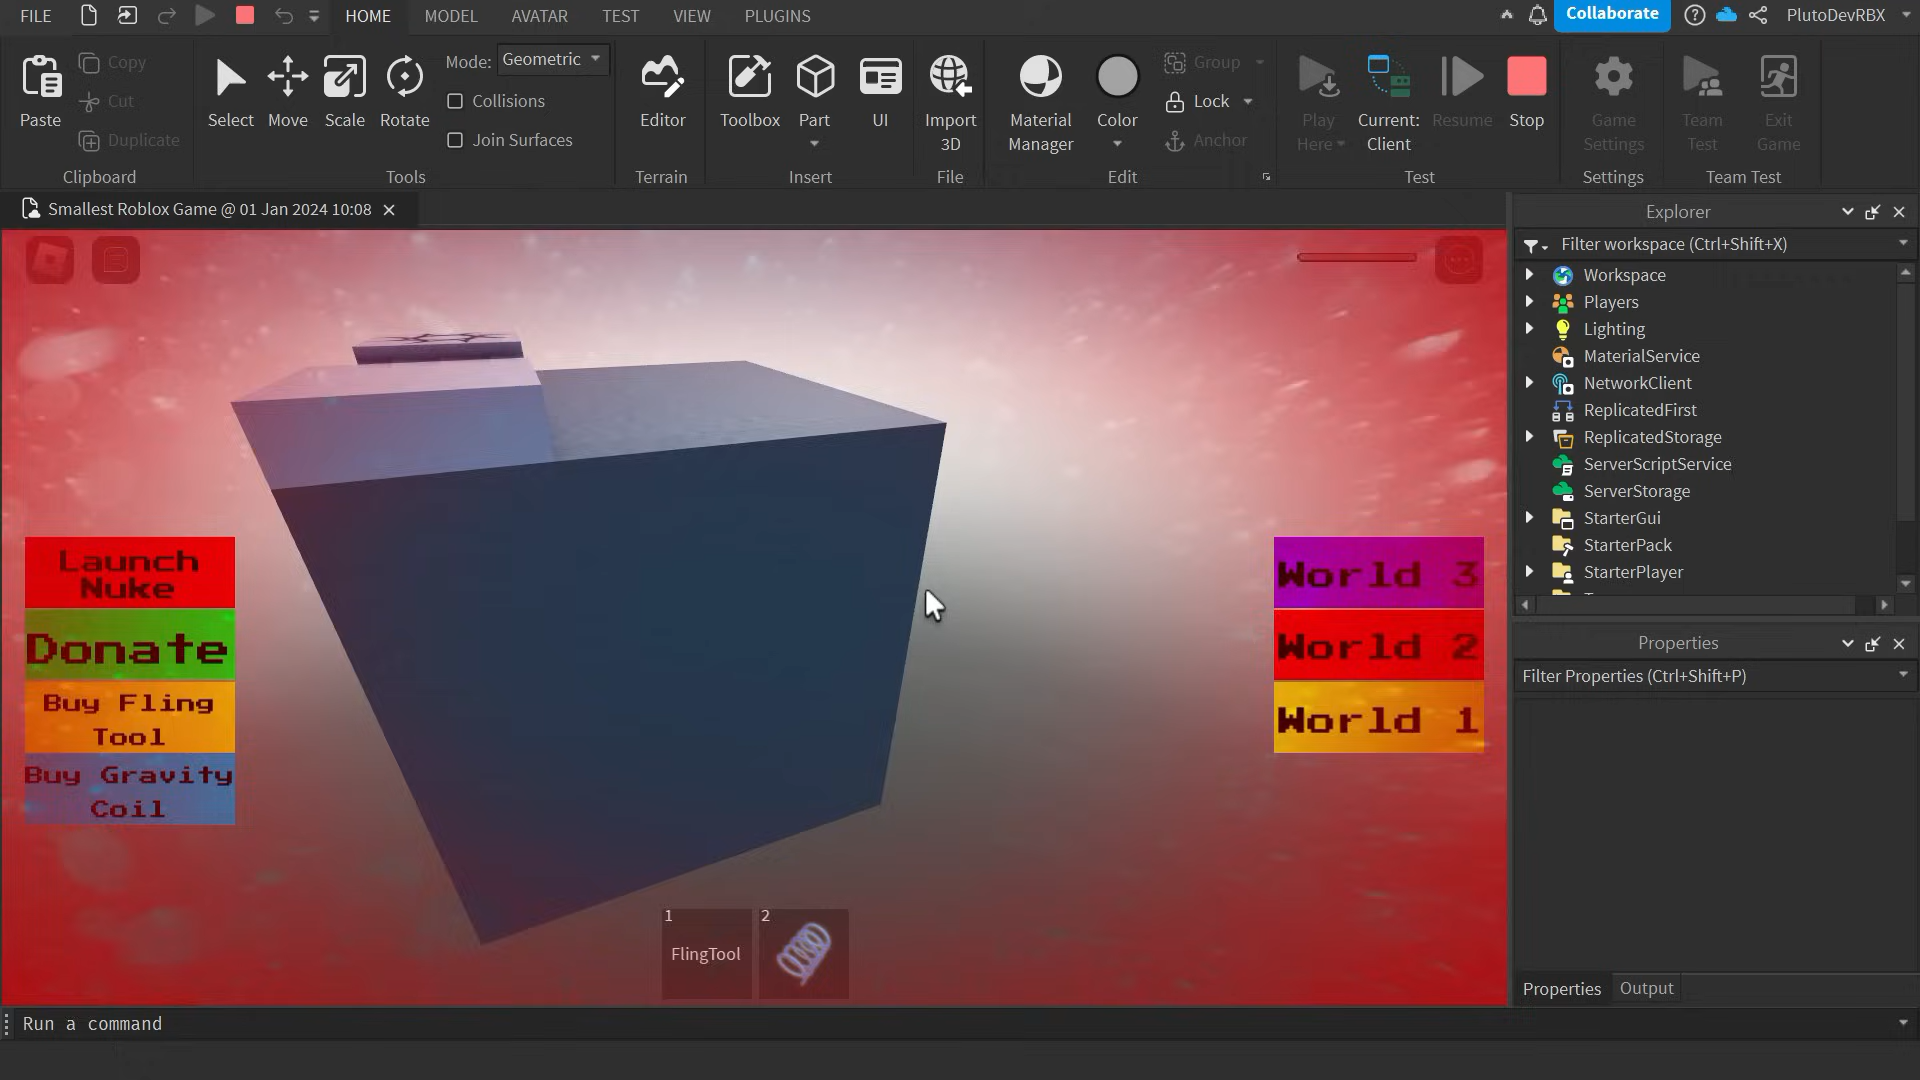 FILE HOME MODEL AVATAR TEST VIEW PLUGINS Collaborate PlutoDevRBX
Paste
Copy
Cut
Duplicate
Clipboard
Select Move Scale Rotate
Mode: Geometric
Collisions
Join Surfaces
Tools
Editor
Terrain
Toolbox Part UI
Insert
Import
3D
File
Material
Manager
Color
Group
Lock
Anchor
Edit
Play
Here
Current:
Client
Resume
Stop
Test
Game
Settings
Settings
Team
Test
Exit
Game
Team Test
Smallest Roblox Game @ 01 Jan 2024 10:08
Launch
Nuke
Donate
Buy Fling
Tool
Buy Gravity
Coil
World 3
World 2
World 1
1
FlingTool
2
Explorer
Filter workspace (Ctrl+Shift+X)
Workspace
Players
Lighting
MaterialService
NetworkClient
ReplicatedFirst
ReplicatedStorage
ServerScriptService
ServerStorage
StarterGui
StarterPack
StarterPlayer
Properties
Filter Properties (Ctrl+Shift+P)
Properties Output
Run a command